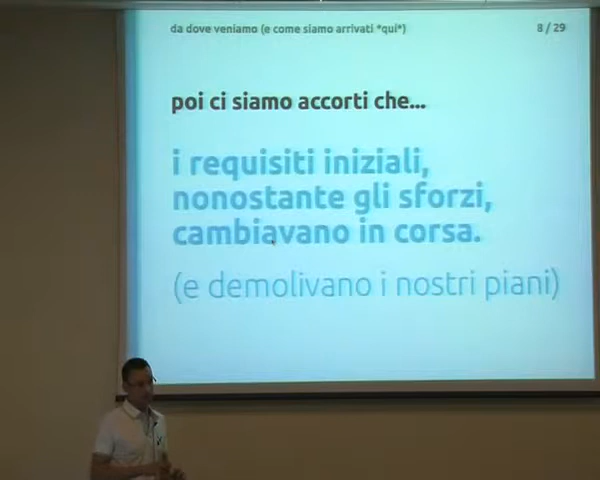 da dove veniamo (e come siamo arrivati *qui*)
8 / 29
poi ci siamo accorti che...
i requisiti iniziali,
nonostante gli sforzi,
cambiavano in corsa.
(e demolivano i nostri piani)